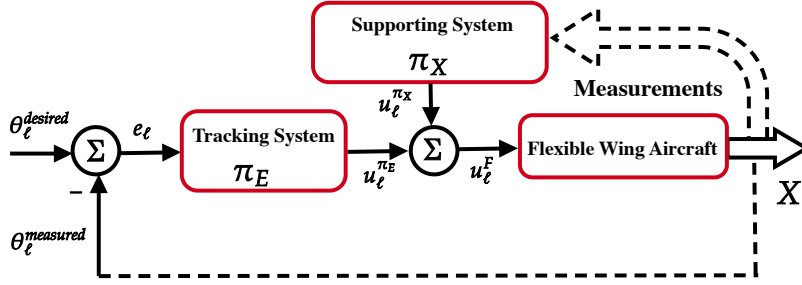 Supporting System
π_X
Measurements
θ_ℓ^{desired}
Σ
e_ℓ
Tracking System
π_E
u_ℓ^{π_X}
u_ℓ^{π_E}
Σ
u_ℓ^F
Flexible Wing Aircraft
X
−
θ_ℓ^{measured}